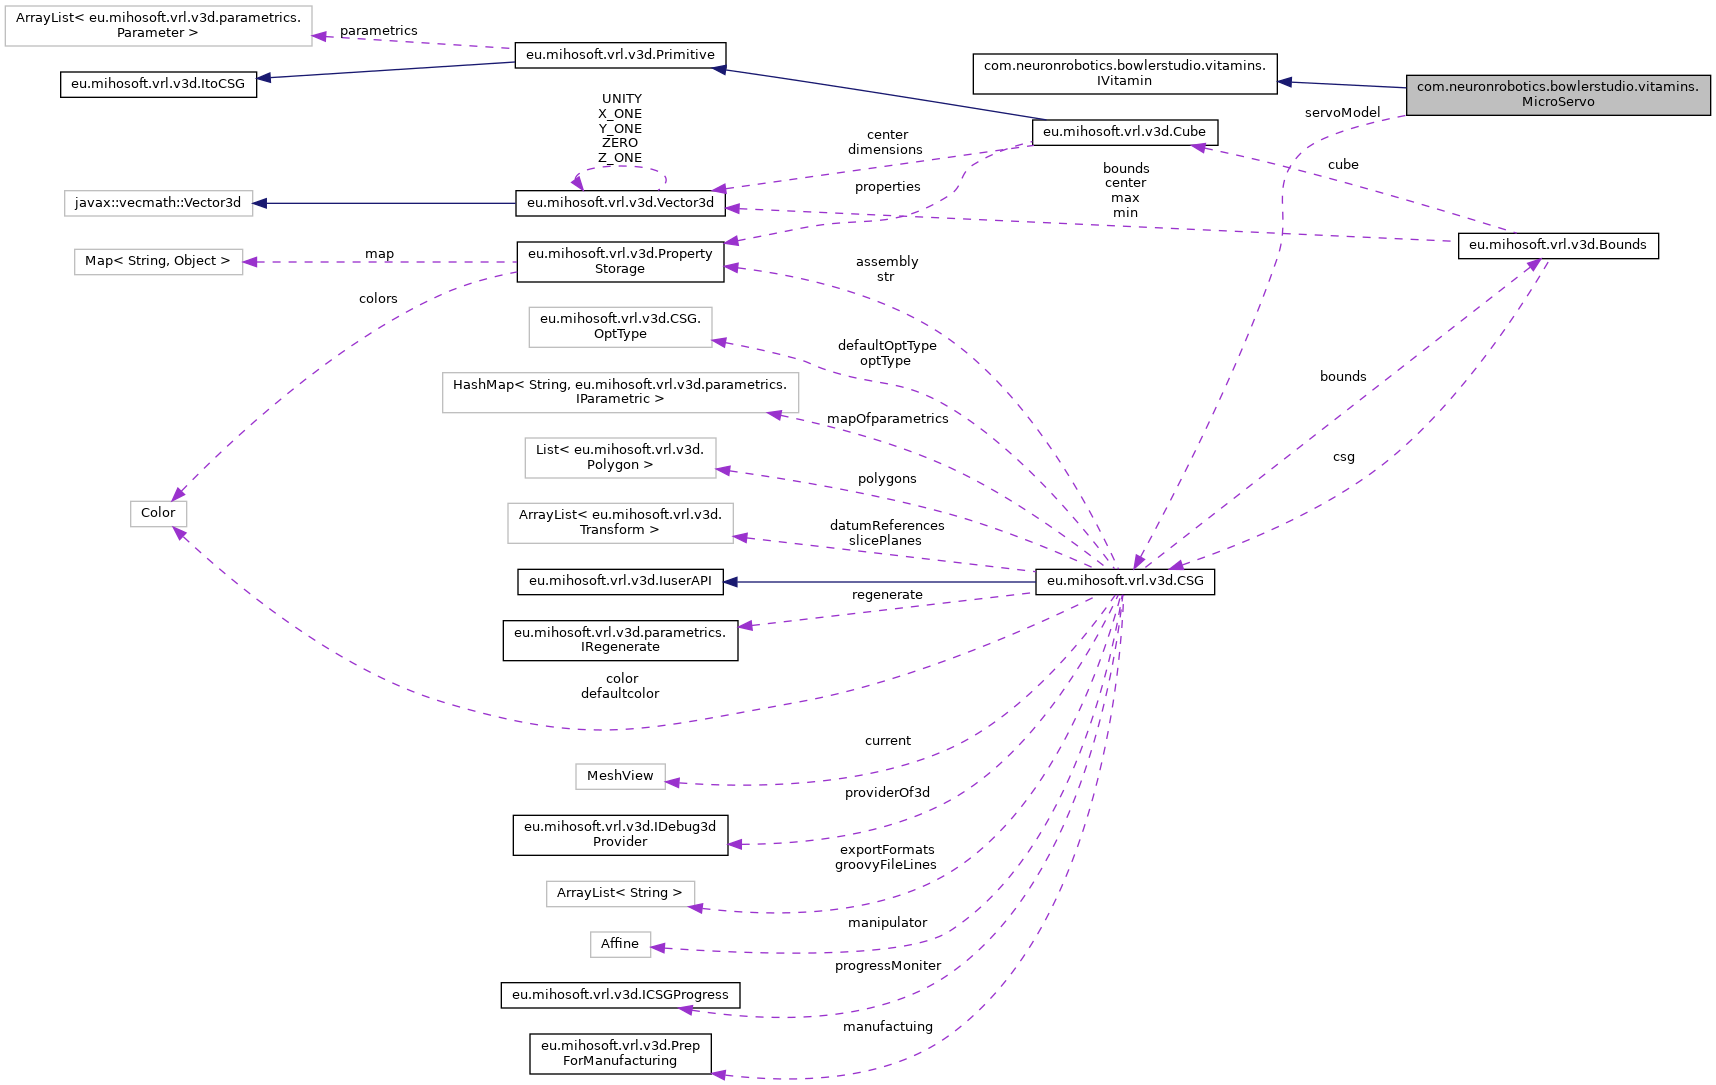 ArrayList< eu.mihosoft.vrl.v3d.parametrics.
Parameter >
parametrics
eu.mihosoft.vrl.v3d.Primitive
eu.mihosoft.vrl.v3d.ItoCSG
com.neuronrobotics.bowlerstudio.vitamins.
IVitamin
com.neuronrobotics.bowlerstudio.vitamins.
MicroServo
servoModel
UNITY
X_ONE
Y_ONE
ZERO
Z_ONE
center
dimensions
eu.mihosoft.vrl.v3d.Cube
cube
properties
bounds
center
max
min
javax::vecmath::Vector3d
eu.mihosoft.vrl.v3d.Vector3d
eu.mihosoft.vrl.v3d.Bounds
Map< String, Object >
map
eu.mihosoft.vrl.v3d.Property
Storage
assembly
str
colors
eu.mihosoft.vrl.v3d.CSG.
OptType
defaultOptType
optType
HashMap< String, eu.mihosoft.vrl.v3d.parametrics.
IParametric >
bounds
mapOfparametrics
List< eu.mihosoft.vrl.v3d.
Polygon >
csg
polygons
Color
ArrayList< eu.mihosoft.vrl.v3d.
Transform >
datumReferences
slicePlanes
eu.mihosoft.vrl.v3d.IuserAPI
eu.mihosoft.vrl.v3d.CSG
regenerate
eu.mihosoft.vrl.v3d.parametrics.
IRegenerate
color
defaultcolor
current
MeshView
providerOf3d
eu.mihosoft.vrl.v3d.IDebug3d
Provider
exportFormats
groovyFileLines
ArrayList< String >
manipulator
Affine
progressMoniter
eu.mihosoft.vrl.v3d.ICSGProgress
manufactuing
eu.mihosoft.vrl.v3d.Prep
ForManufacturing